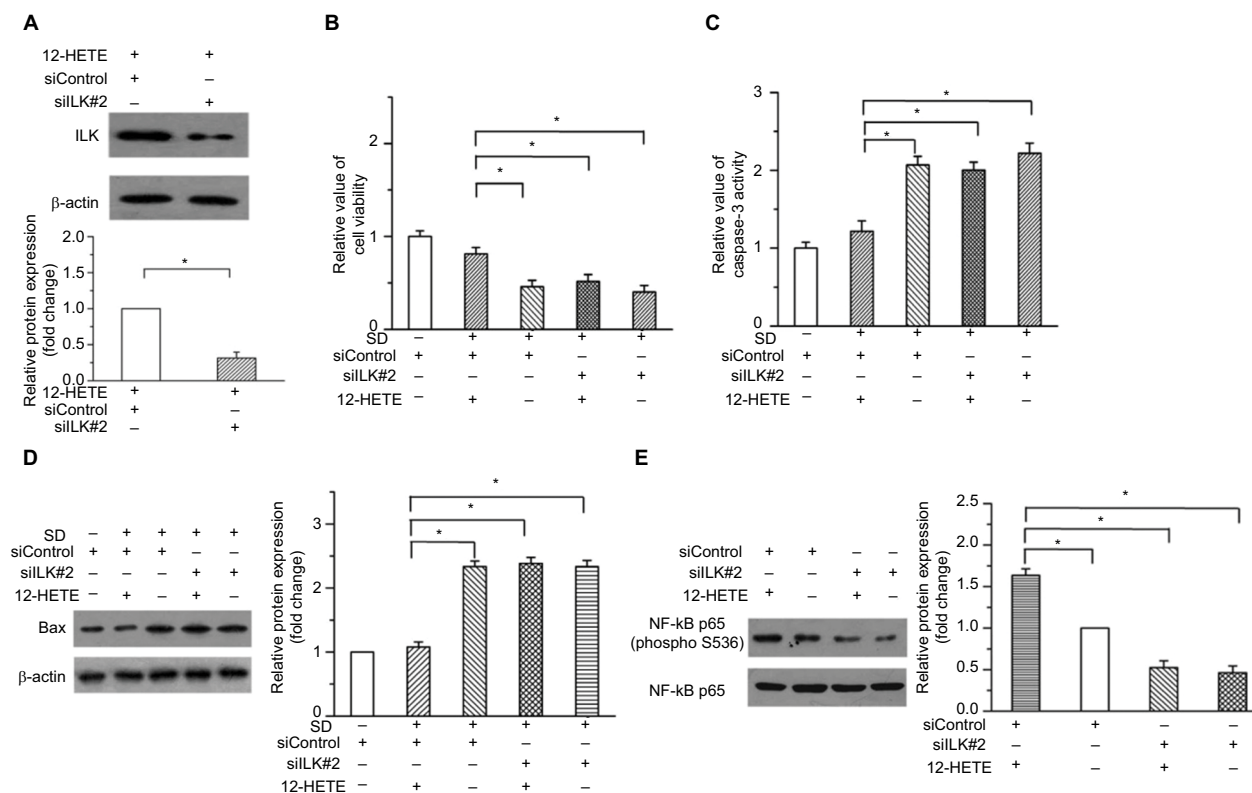 A
12-HETE + +
siControl + –
siILK#2 – +
ILK
β-actin
Relative protein expression
(fold change)
2.0
1.5
1.0
0.5
0.0
*
12-HETE + +
siControl + –
siILK#2 – +
B
Relative value of
cell viability
2
1
0
* * *
SD – + + + +
siControl + + + – –
siILK#2 – – – + +
12-HETE – + – + –
C
Relative value of
caspase-3 activity
3
2
1
0
* * *
SD – + + + +
siControl + + + – –
siILK#2 – – – + +
12-HETE – + – + –
D
SD – + + + +
siControl + + + – –
siILK#2 – – – + +
12-HETE – + – + –
Bax
β-actin
Relative protein expression
(fold change)
3
2
1
0
* * *
SD – + + + +
siControl + + + – –
siILK#2 – – – + +
12-HETE – + – + –
E
siControl + + – –
siILK#2 – – + +
12-HETE + – + –
NF-kB p65
(phospho S536)
NF-kB p65
Relative protein expression
(fold change)
2.5
2.0
1.5
1.0
0.5
0.0
* * *
siControl + + – –
siILK#2 – – + +
12-HETE + – + –